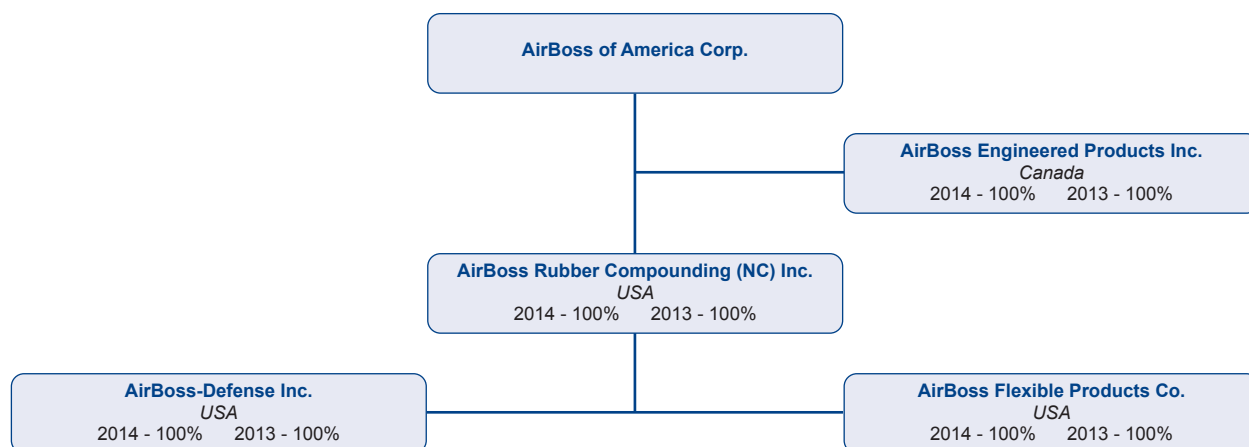 AirBoss of America Corp.
AirBoss Engineered Products Inc.
Canada
2014 - 100% 2013 - 100%
AirBoss Rubber Compounding (NC) Inc.
USA
2014 - 100% 2013 - 100%
AirBoss-Defense Inc.
USA
2014 - 100% 2013 - 100%
AirBoss Flexible Products Co.
USA
2014 - 100% 2013 - 100%